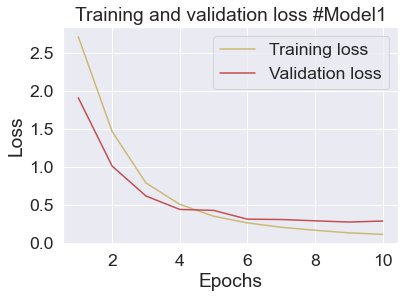 Training and validation loss #Model1
Training loss
Validation loss
Loss
2.5
2.0
1.5
1.0
0.5
0.0
2
4
6
8
10
Epochs